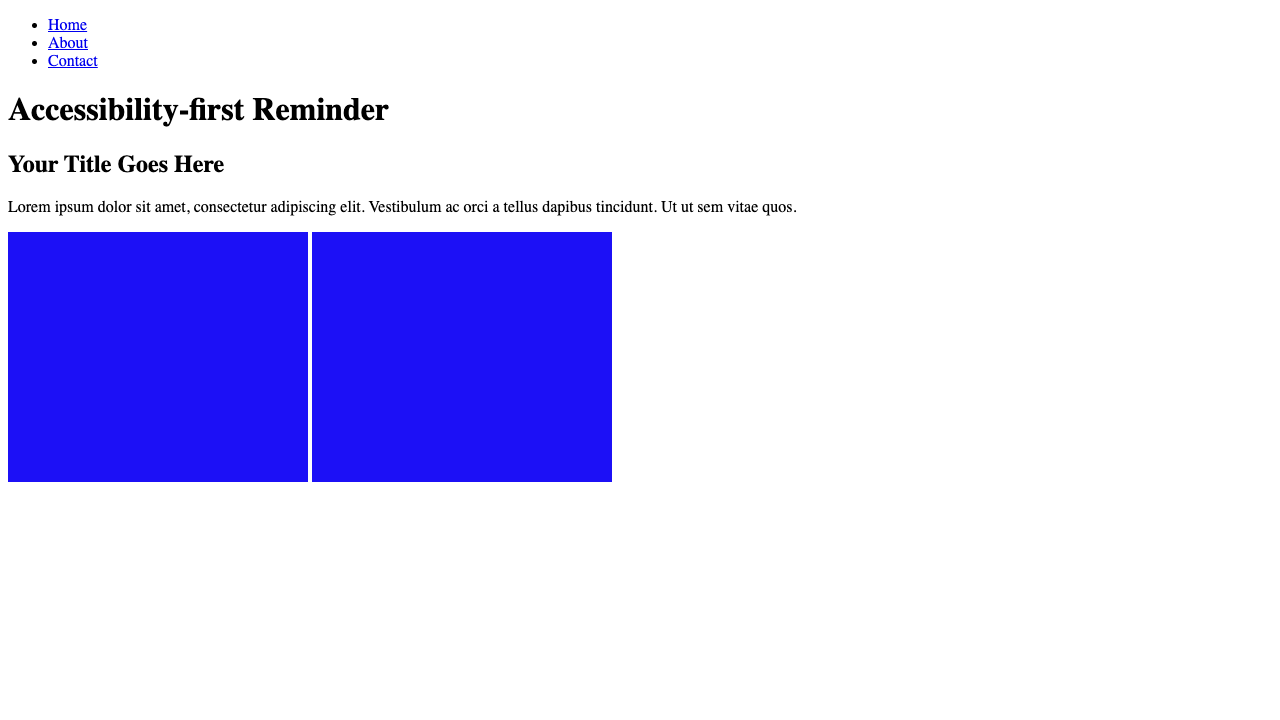 Home
About
Contact
Accessibility-first Reminder
Your Title Goes Here
Lorem ipsum dolor sit amet, consectetur adipiscing elit. Vestibulum ac orci a tellus dapibus tincidunt. Ut ut sem vitae quos.